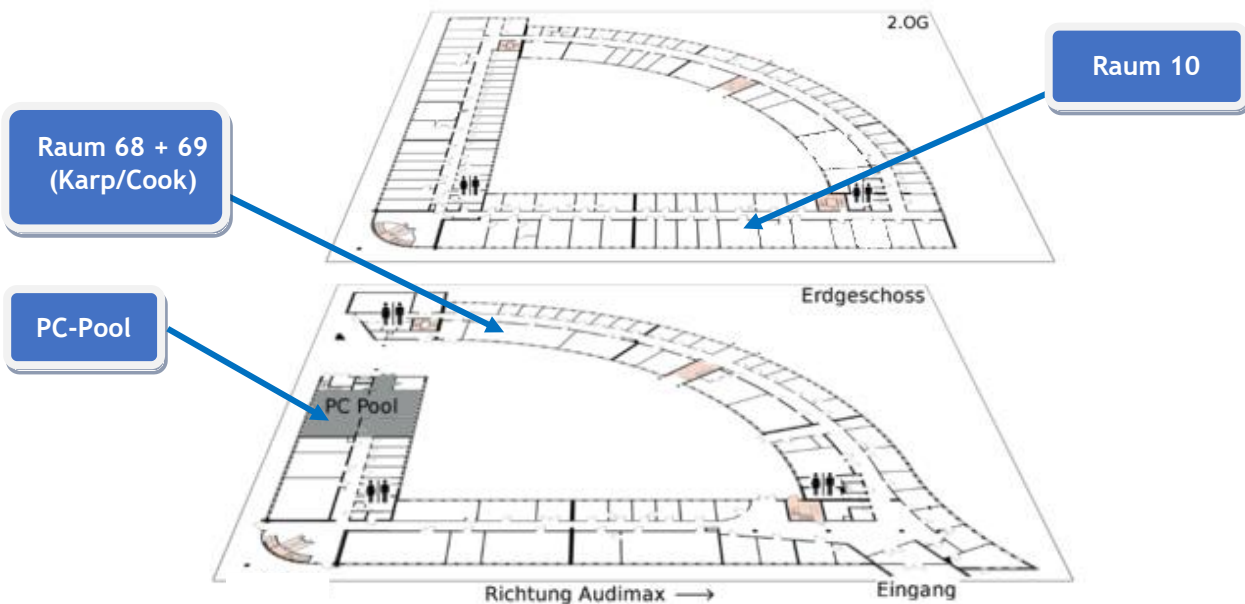 2.OG
Raum 10
Raum 68 + 69
(Karp/Cook)
Erdgeschoss
PC-Pool
PC Pool
Richtung Audimax →
Eingang